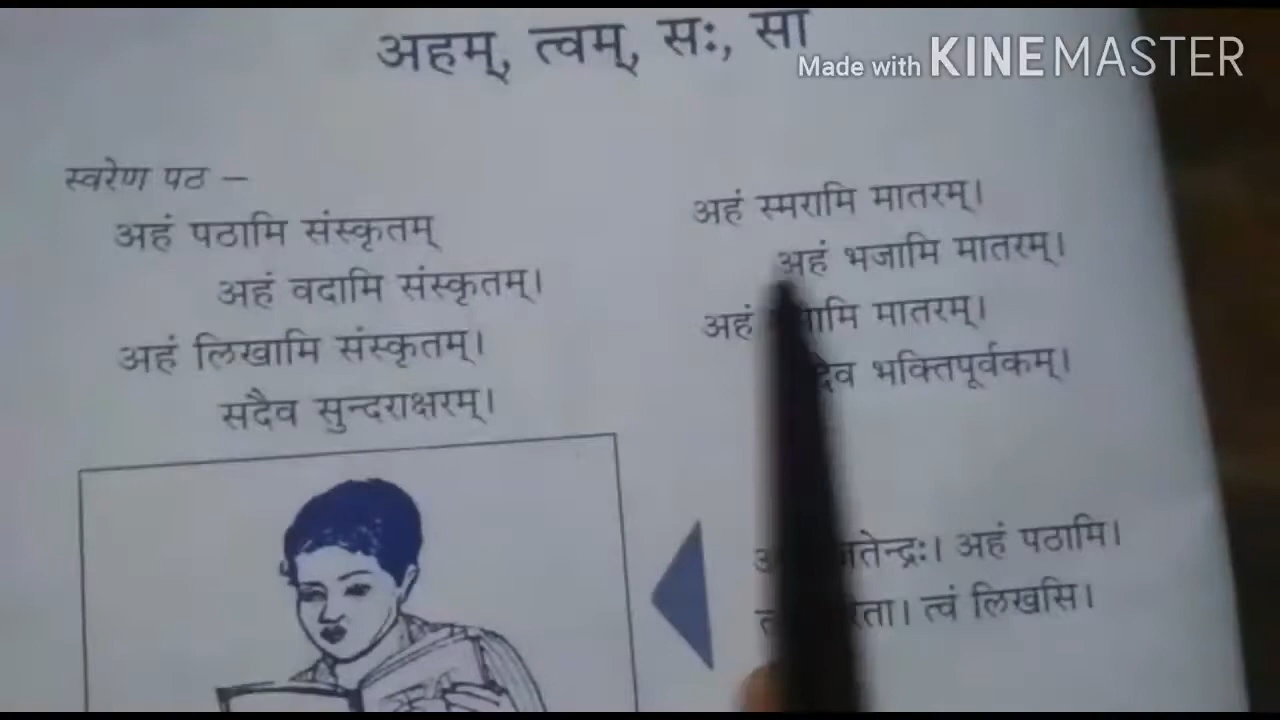 अहम्, त्वम्, सः, सा
Made with KINEMASTER
स्वरेण पठ –
अहं पठामि संस्कृतम्
अहं वदामि संस्कृतम्।
अहं लिखामि संस्कृतम्।
सदैव सुन्दराक्षरम्।
अहं स्मरामि मातरम्।
अहं भजामि मातरम्।
अहं मातरम्।
भक्तिपूर्वकम्।
अहं पठामि।
त्वं लिखसि।